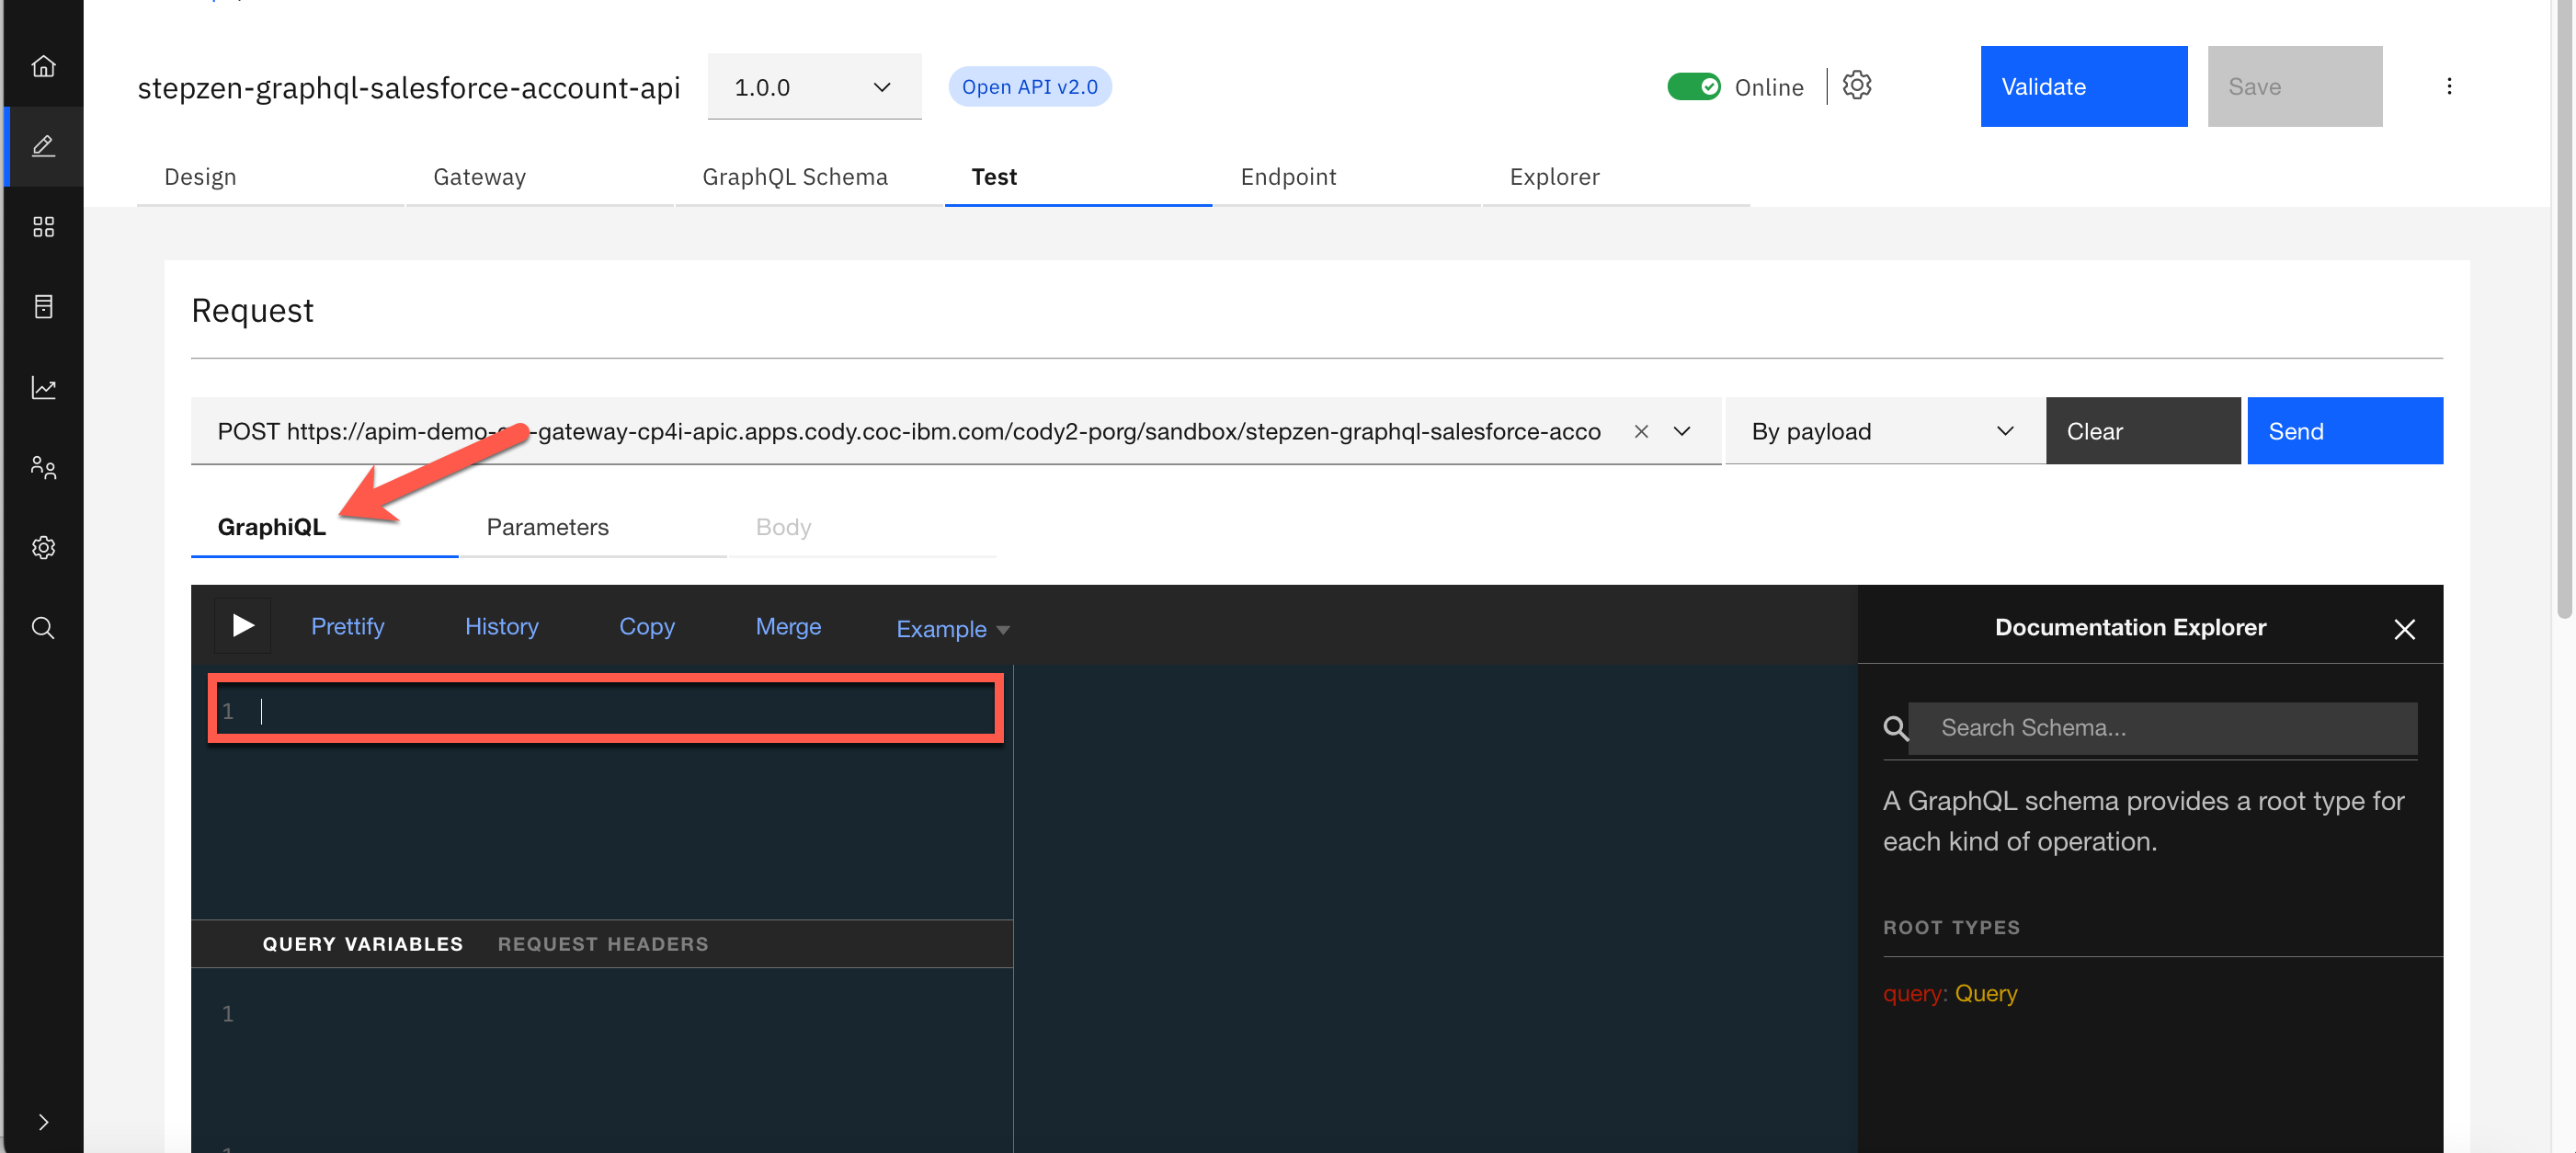 stepzen-graphql-salesforce-account-api
1.0.0
Open API v2.0
Online
Validate
Save
Design
Gateway
GraphQL Schema
Test
Endpoint
Explorer
Request
POST https://apim-demo- -gateway-cp4i-apic.apps.cody.coc-ibm.com/cody2-porg/sandbox/stepzen-graphql-salesforce-acco
By payload
Clear
Send
GraphiQL
Parameters
Body
Prettify
History
Copy
Merge
Example
Documentation Explorer
1
Search Schema...
A GraphQL schema provides a root type for
each kind of operation.
ROOT TYPES
query: Query
QUERY VARIABLES
REQUEST HEADERS
1